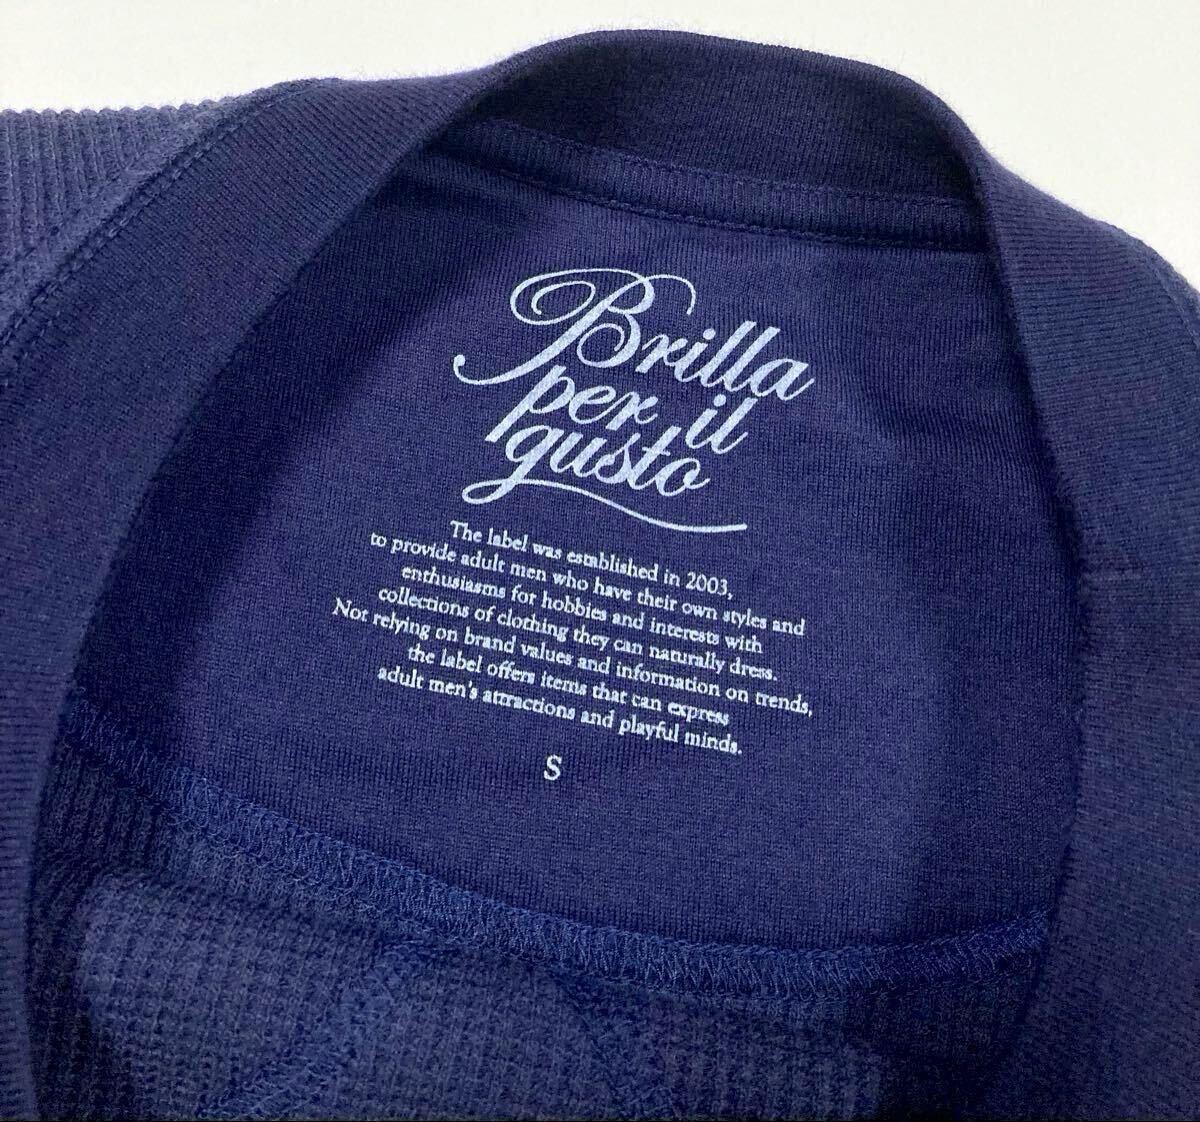 Brilla
per il
gusto
The label was established in 2003,
to provide adult men who have their own styles and
enthusiasms for hobbies and interests with
collections of clothing they can naturally dress.
Not relying on brand values and information on trends,
the label offers items that can express
adult men's attractions and playful minds.
S